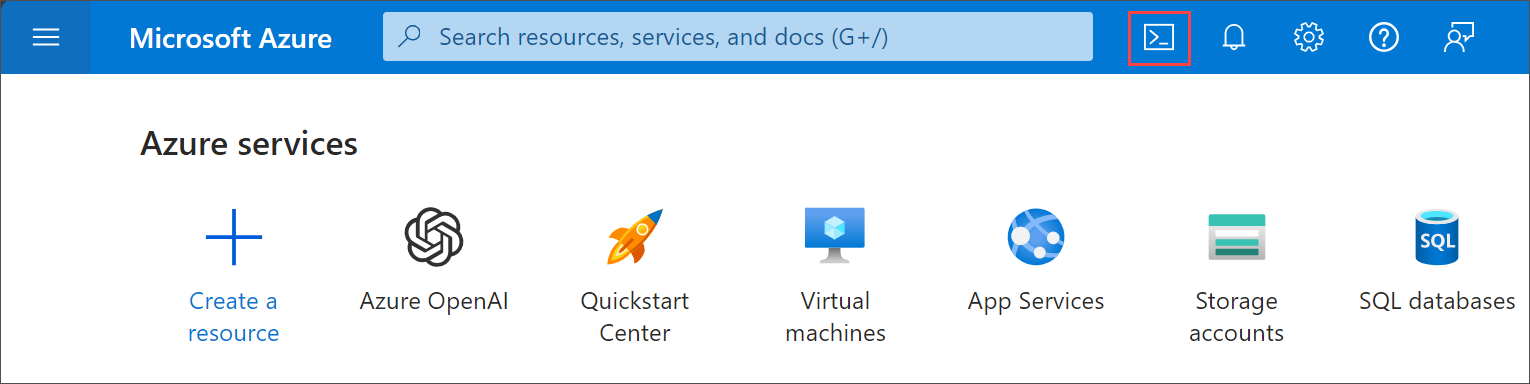 Microsoft Azure
Search resources, services, and docs (G+/)
Azure services
Create a
resource
Azure OpenAI
Quickstart
Center
Virtual
machines
App Services
Storage
accounts
SQL
SQL databases